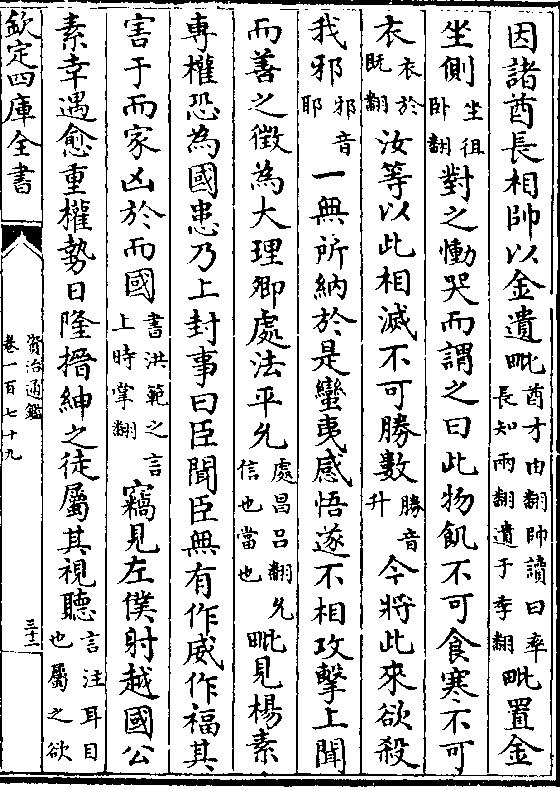 因諸酋長相帥以金遺毗酋才由翻帥讀曰率長知兩翻遺于季翻毗置金
坐側坐徂卧翻對之慟哭而謂之曰此物飢不可食寒不可
衣衣於既翻汝等以此相滅不可勝數勝音升今將此來欲殺
我邪邪音耶一無所納於是蠻夷感悟遂不相攻擊上聞
而善之徵為大理卿處法平允處昌呂翻允信也當也毗見楊素
專權恐為國患乃上封事曰臣聞臣無有作威作福其
害于而家凶於而國書洪範之言上時掌翻竊見左僕射越國公
素幸遇愈重權勢日隆搢紳之徒屬其視聽言注耳目也屬之欲
欽定四庫全書
資治通鑑
卷一百七十九
三十二